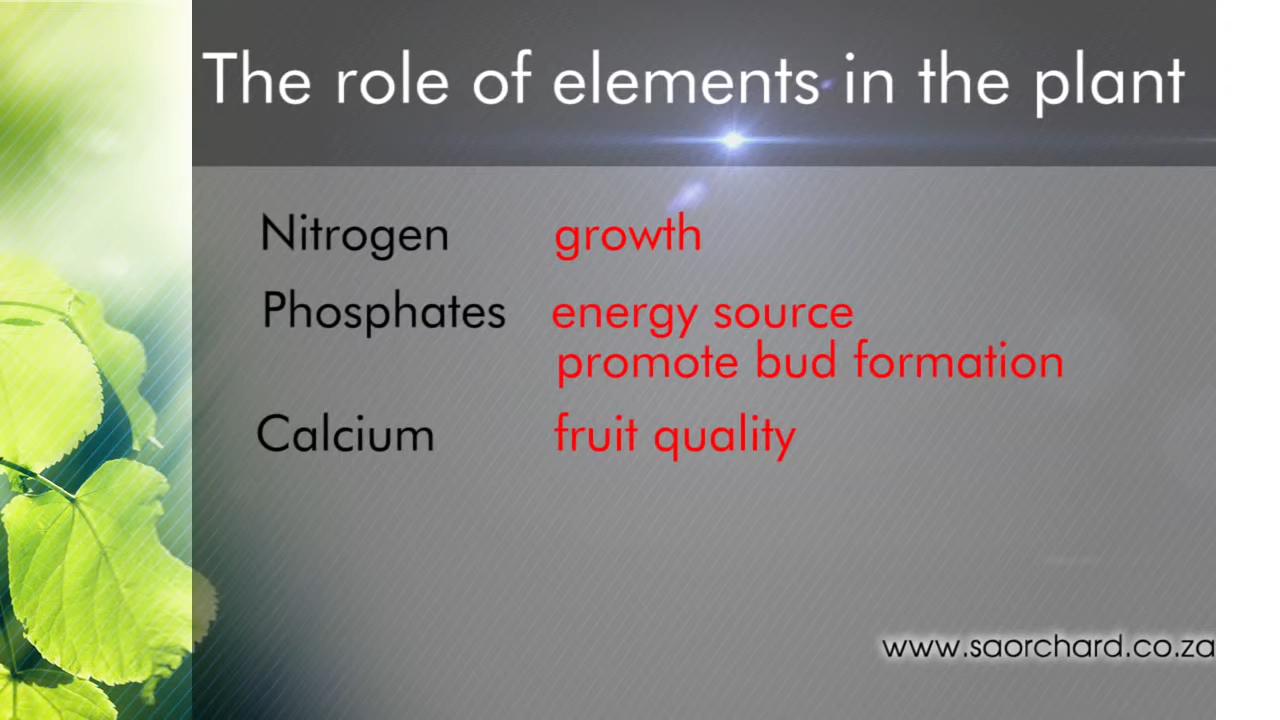 The role of elements in the plant
Nitrogen growth
Phosphates energy source
promote bud formation
Calcium fruit quality
www.saorchard.co.za